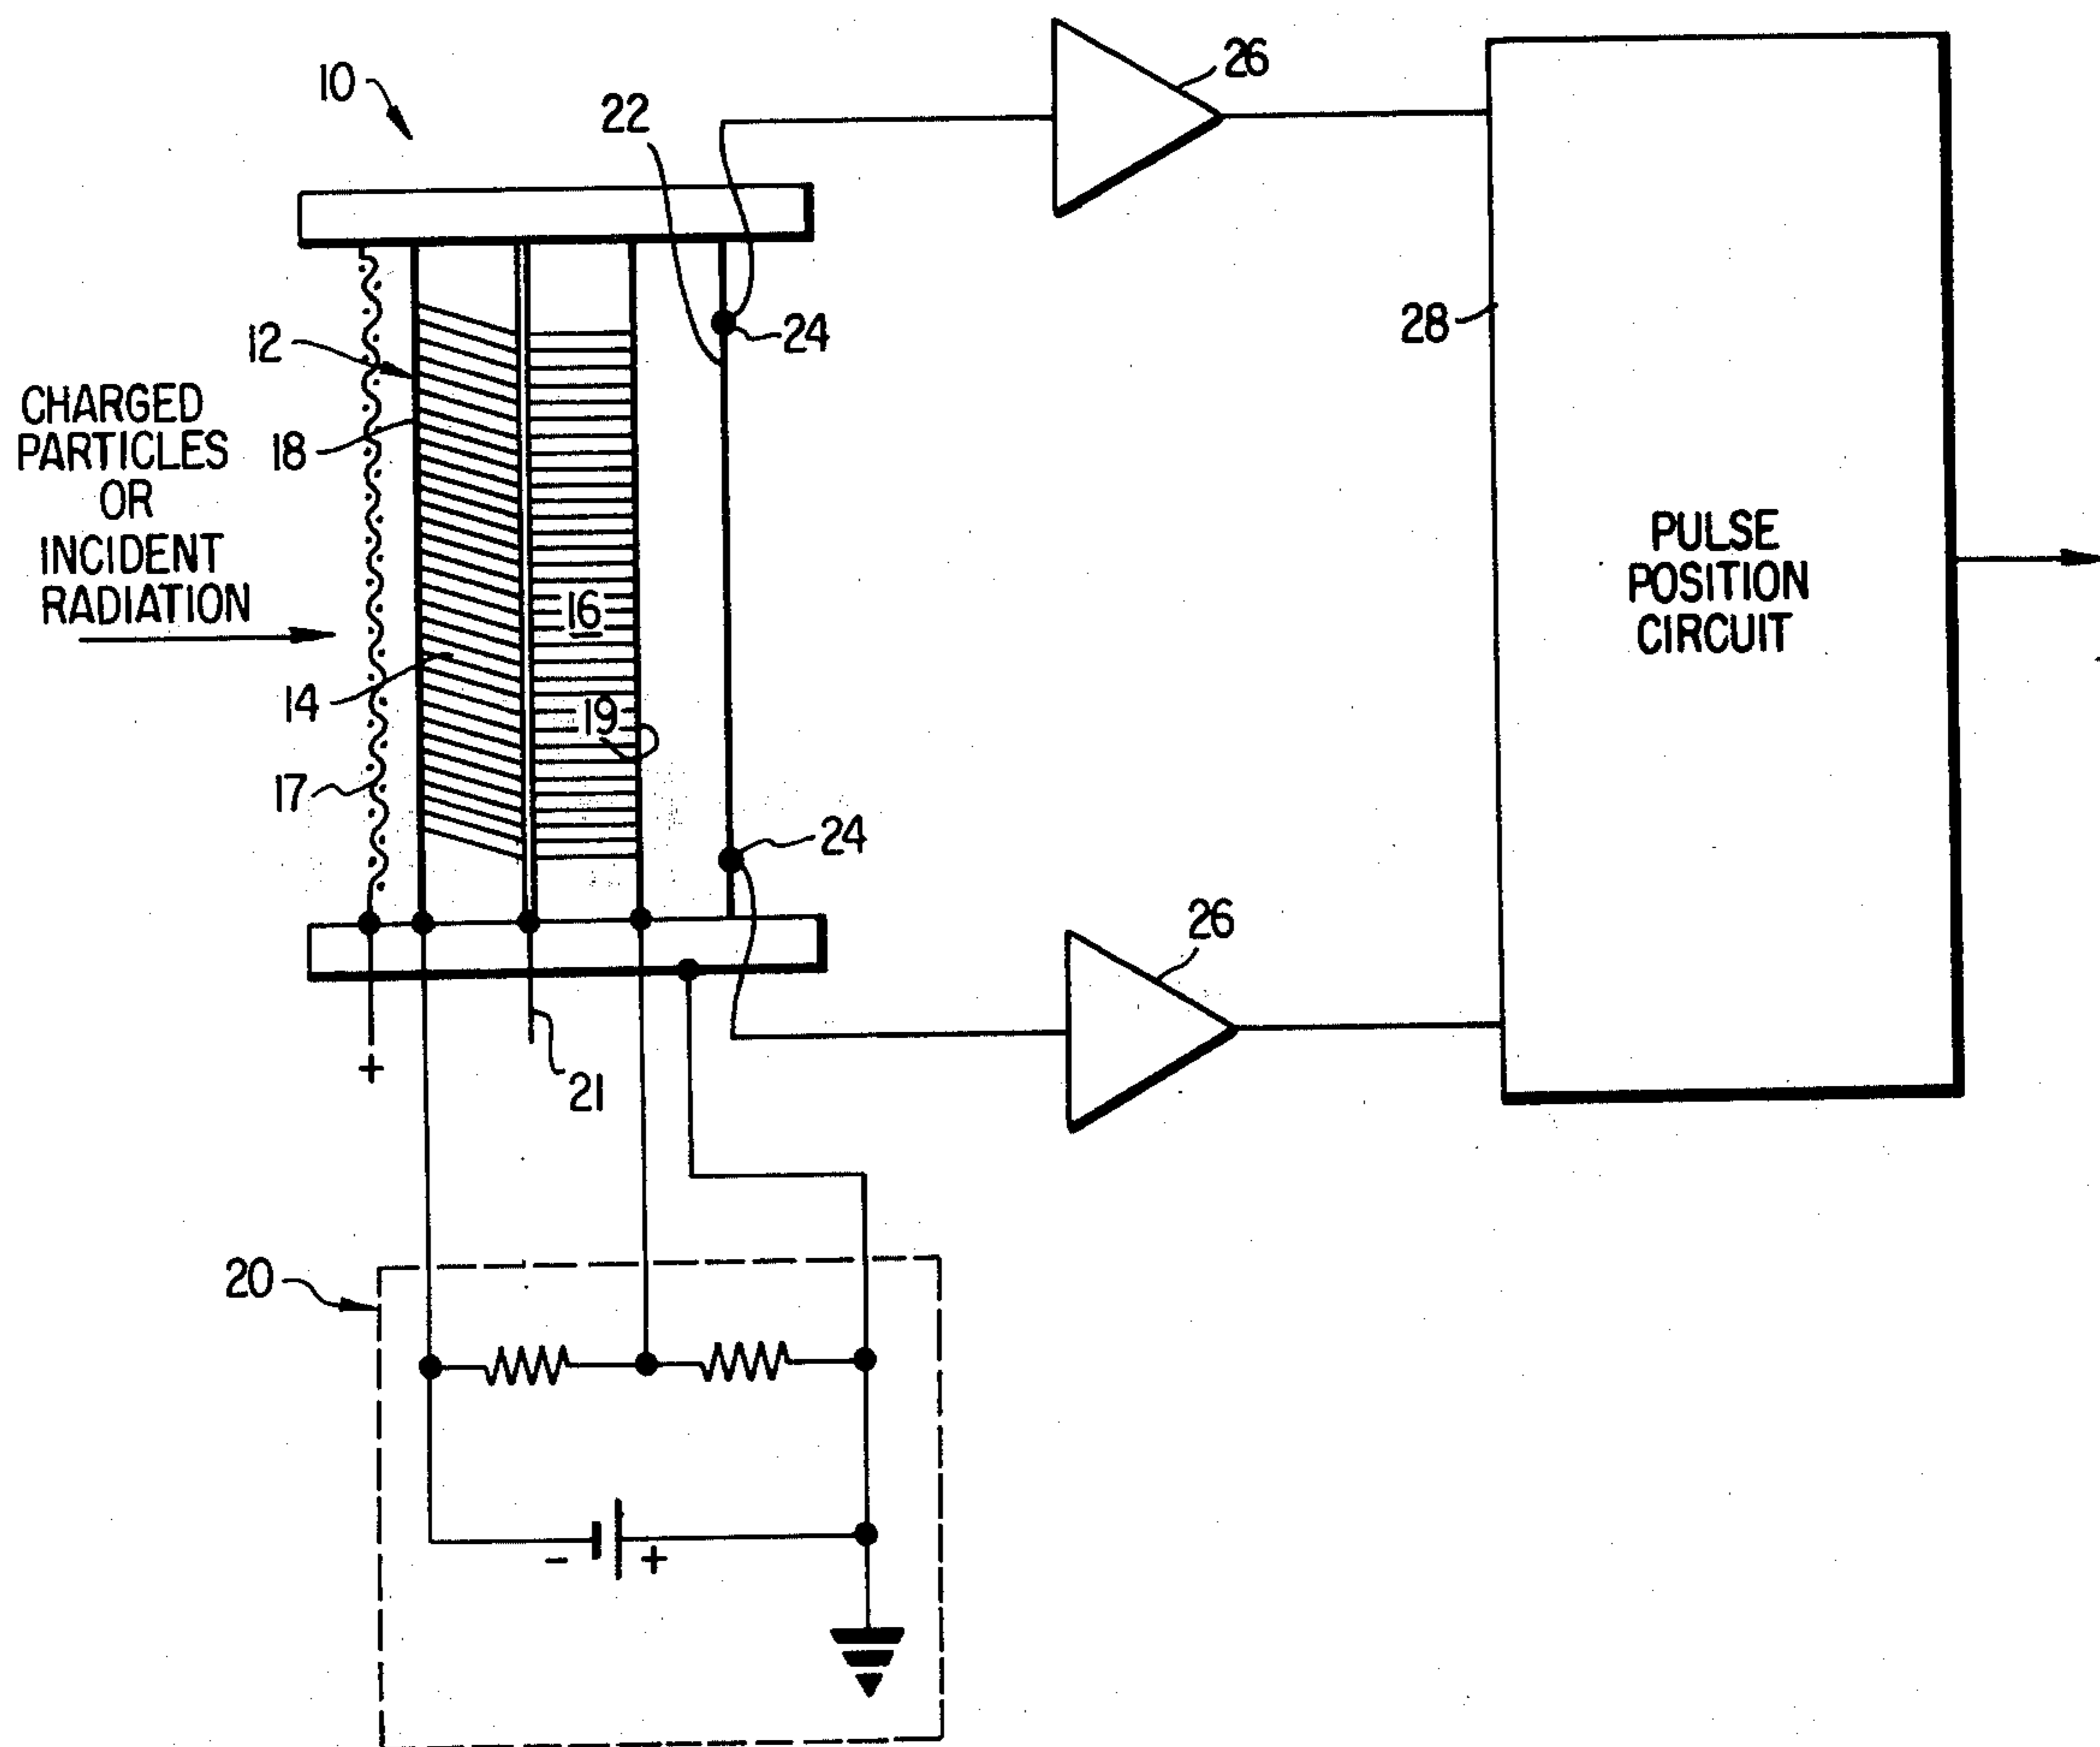 10
22
26
12
24
28
CHARGED
PARTICLES
OR
INCIDENT
RADIATION
18
PULSE
POSITION
CIRCUIT
16
14
19
17
24
26
+
21
20
- +